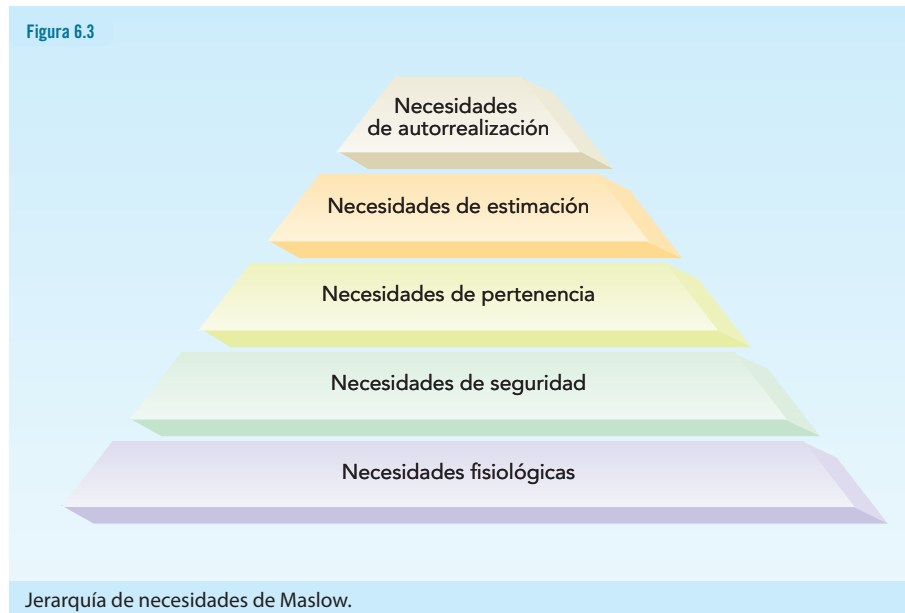 Figura 6.3
Necesidades
de autorrealización
Necesidades de estimación
Necesidades de pertenencia
Necesidades de seguridad
Necesidades fisiológicas
Jerarquía de necesidades de Maslow.